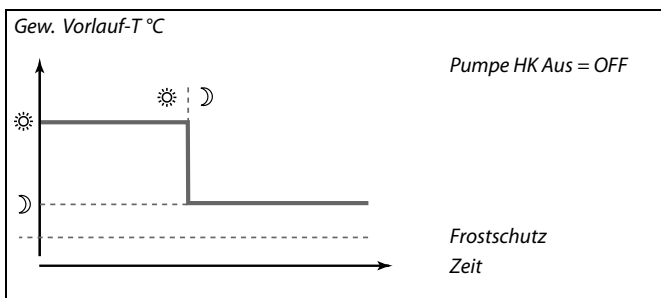 Gew. Vorlauf-T °C
Pumpe HK Aus = OFF
Frostschutz
Zeit